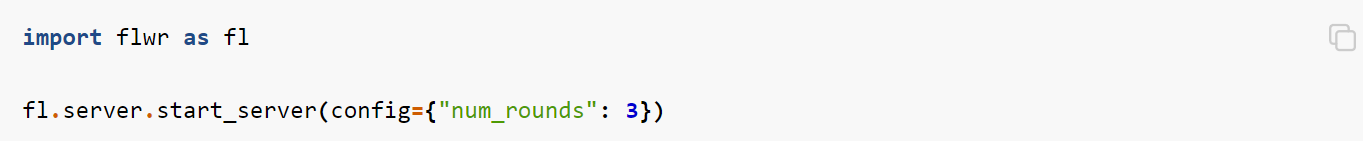 import flwr as fl
fl.server.start_server(config={"num_rounds": 3})